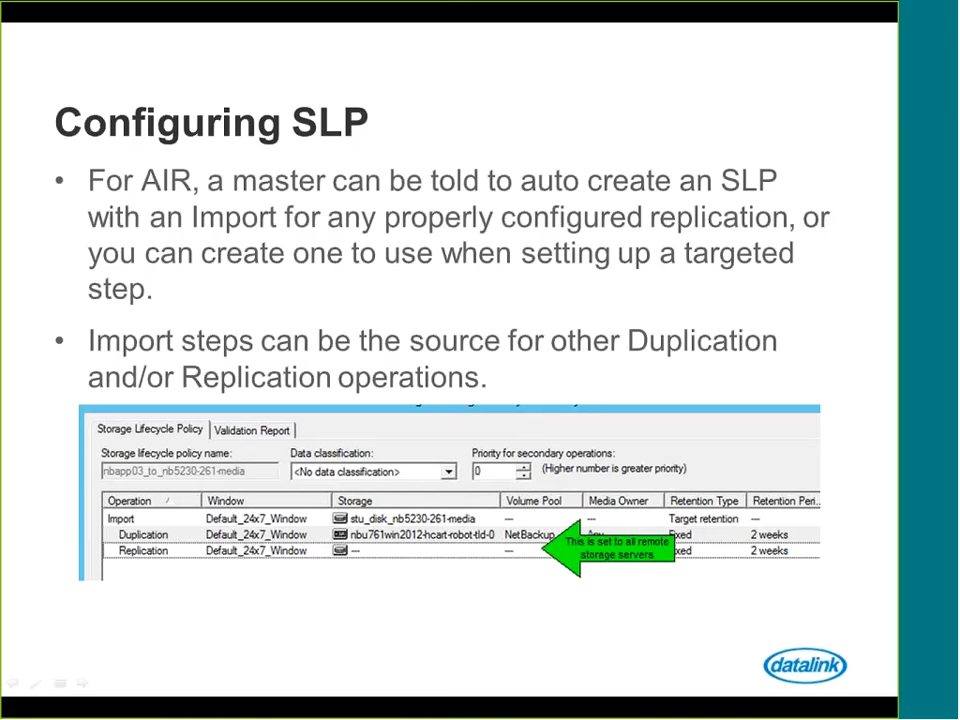 Configuring SLP
• For AIR, a master can be told to auto create an SLP
with an Import for any properly configured replication, or
you can create one to use when setting up a targeted
step.
• Import steps can be the source for other Duplication
and/or Replication operations.
Storage Lifecycle Policy Validation Report
Storage lifecycle policy name: Data classification: Priority for secondary operations:
nbapp03_to_nb5230-261-media <No data classification> 0 (Higher number is greater priority)
Operation Window Storage Volume Pool Media Owner Retention Type Retention Peri...
Import Default_24x7_Window stu_disk_nb5230-261-media --- --- Target retention ---
Duplication Default_24x7_Window nbu761win2012-hcart-robot-tld-0 NetBackup Any 2 weeks
Replication Default_24x7_Window --- --- 2 weeks
This is set to all remote
storage servers
datalink